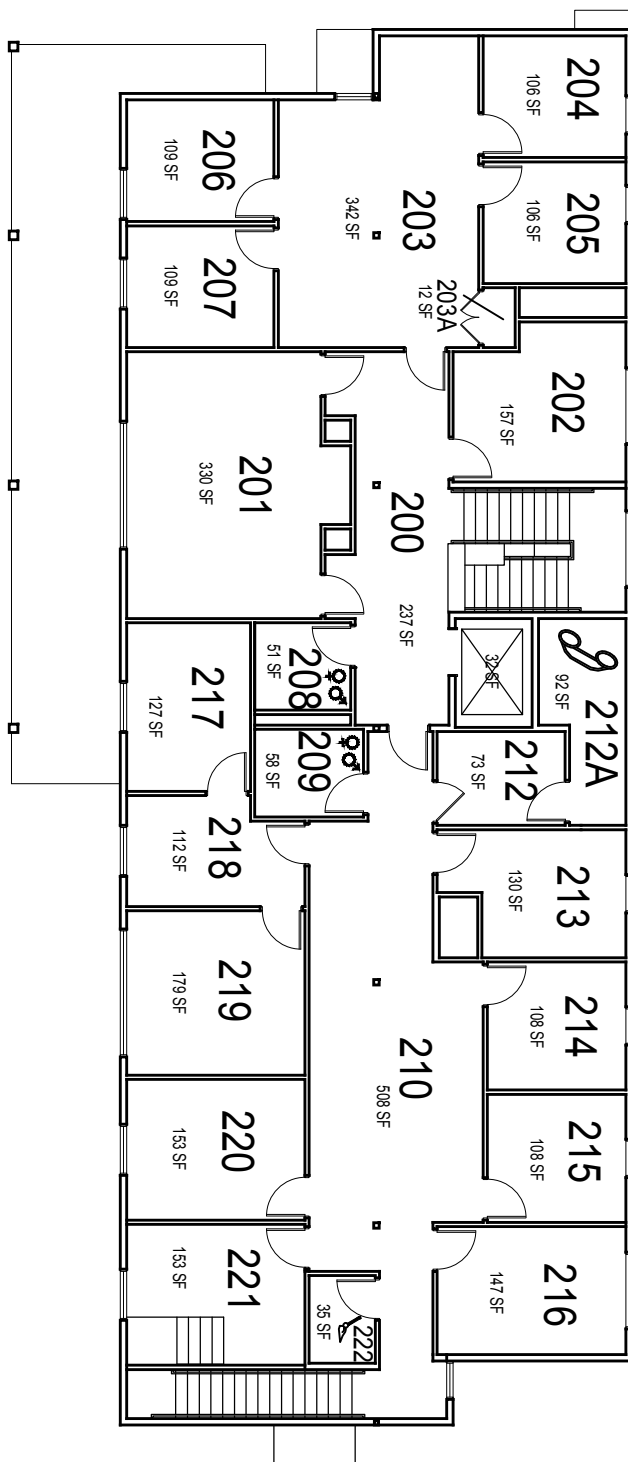 204
106 SF
205
106 SF
206
109 SF
203
342 SF
207
109 SF
203A
12 SF
202
157 SF
201
330 SF
200
237 SF
208
51 SF
32 SF
212A
92 SF
217
127 SF
209
58 SF
212
73 SF
218
112 SF
213
130 SF
219
179 SF
214
108 SF
210
508 SF
215
108 SF
220
153 SF
221
153 SF
216
147 SF
222
35 SF